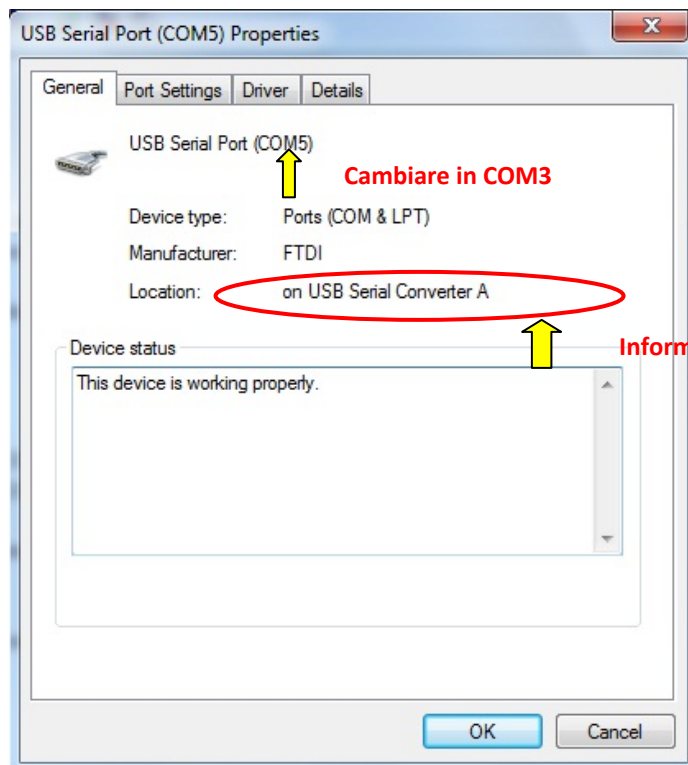 USB Serial Port (COM5) Properties
General Port Settings Driver Details
USB Serial Port (COM5)
Cambiare in COM3
Device type: Ports (COM & LPT)
Manufacturer: FTDI
Location: on USB Serial Converter A
Inform
Device status
This device is working properly.
OK Cancel